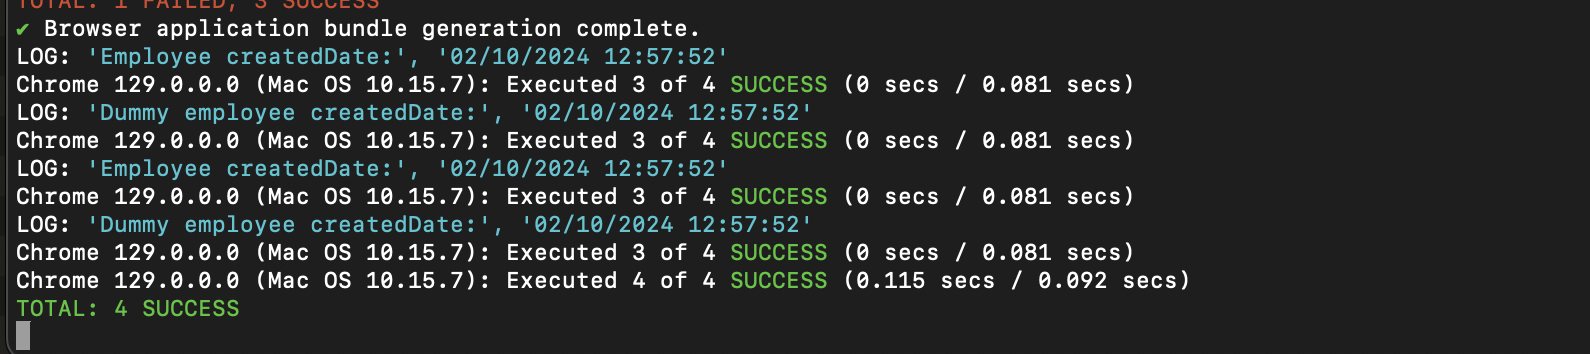 TOTAL: 1 FAILED, 3 SUCCESS
✔ Browser application bundle generation complete.
LOG: 'Employee createdDate:', '02/10/2024 12:57:52'
Chrome 129.0.0.0 (Mac OS 10.15.7): Executed 3 of 4 SUCCESS (0 secs / 0.081 secs)
LOG: 'Dummy employee createdDate:', '02/10/2024 12:57:52'
Chrome 129.0.0.0 (Mac OS 10.15.7): Executed 3 of 4 SUCCESS (0 secs / 0.081 secs)
LOG: 'Employee createdDate:', '02/10/2024 12:57:52'
Chrome 129.0.0.0 (Mac OS 10.15.7): Executed 3 of 4 SUCCESS (0 secs / 0.081 secs)
LOG: 'Dummy employee createdDate:', '02/10/2024 12:57:52'
Chrome 129.0.0.0 (Mac OS 10.15.7): Executed 3 of 4 SUCCESS (0 secs / 0.081 secs)
Chrome 129.0.0.0 (Mac OS 10.15.7): Executed 4 of 4 SUCCESS (0.115 secs / 0.092 secs)
TOTAL: 4 SUCCESS